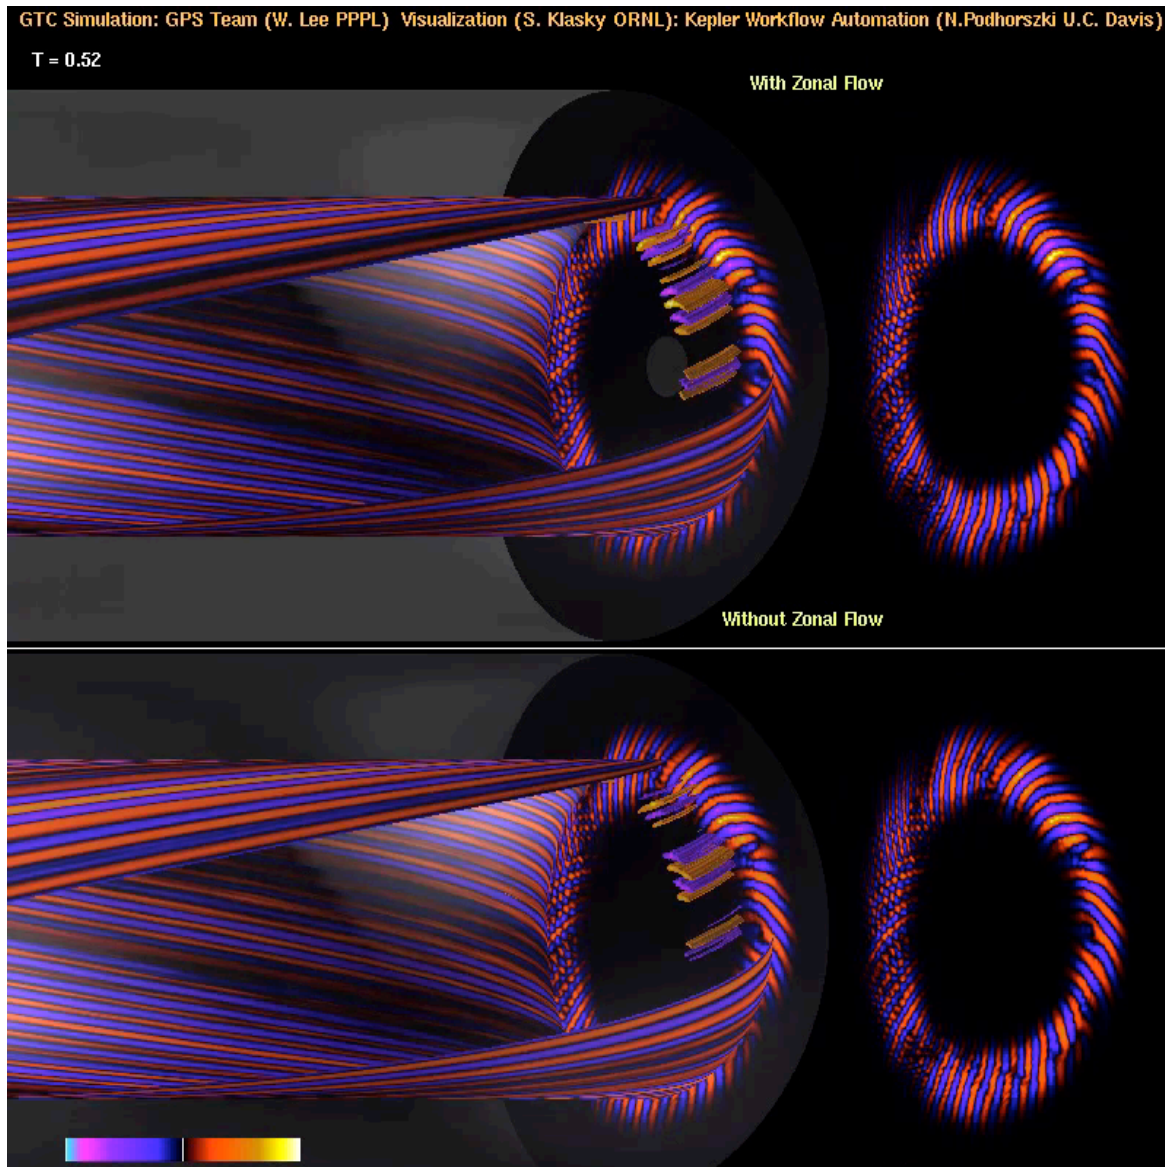 GTC Simulation: GPS Team (W. Lee PPPL) Visualization (S. Klasky ORNL): Kepler Workflow Automation (N.Podhorszki U.C. Davis)
T = 0.52
With Zonal Flow
Without Zonal Flow